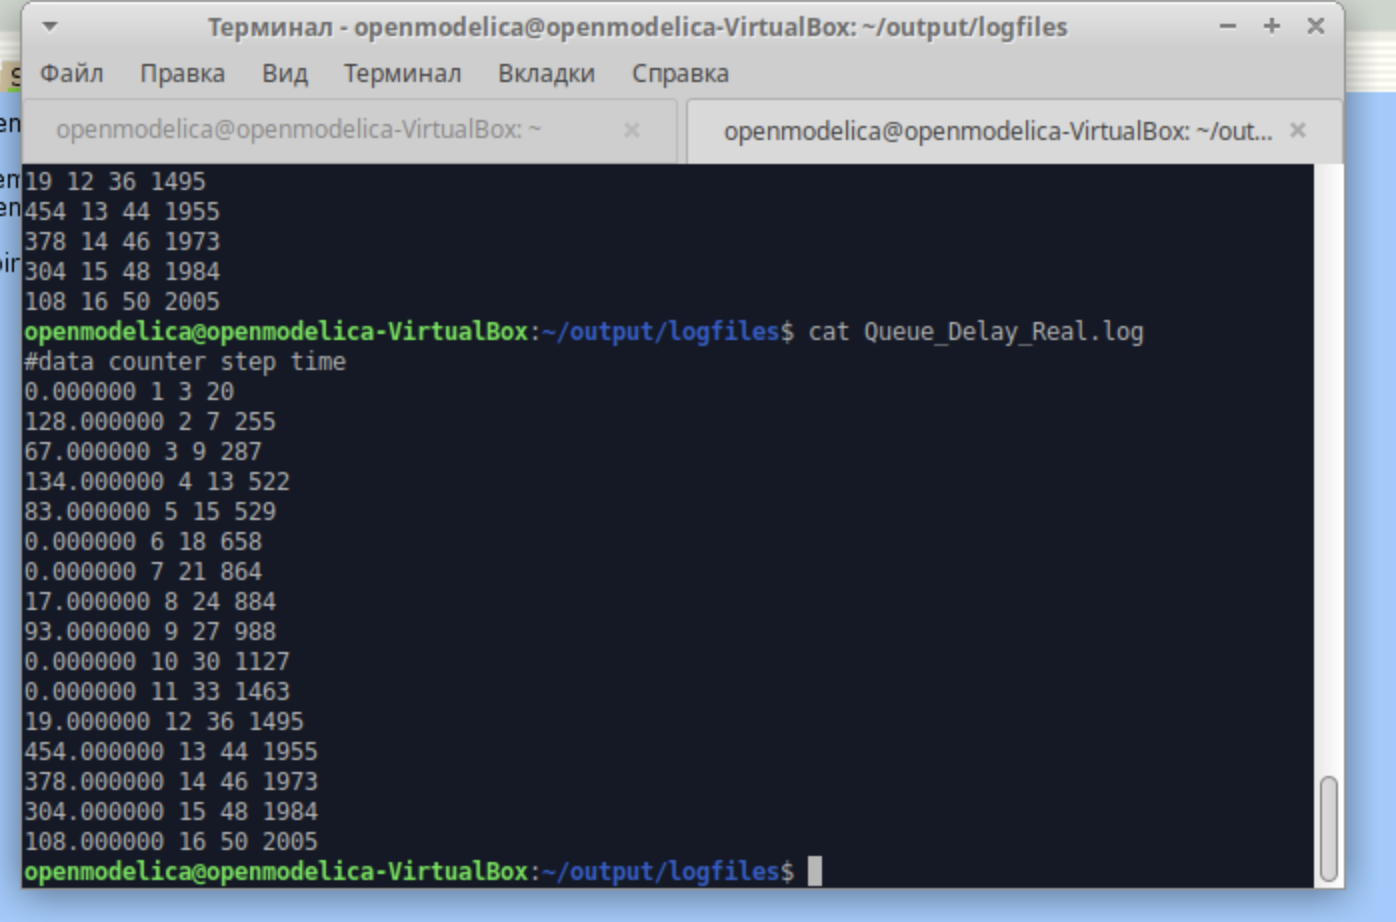 Терминал - openmodelica@openmodelica-VirtualBox: ~/output/logfiles
Файл Правка Вид Терминал Вкладки Справка
openmodelica@openmodelica-VirtualBox: ~
openmodelica@openmodelica-VirtualBox: ~/out...
19 12 36 1495
454 13 44 1955
378 14 46 1973
304 15 48 1984
108 16 50 2005
openmodelica@openmodelica-VirtualBox:~/output/logfiles$ cat Queue_Delay_Real.log
#data counter step time
0.000000 1 3 20
128.000000 2 7 255
67.000000 3 9 287
134.000000 4 13 522
83.000000 5 15 529
0.000000 6 18 658
0.000000 7 21 864
17.000000 8 24 884
93.000000 9 27 988
0.000000 10 30 1127
0.000000 11 33 1463
19.000000 12 36 1495
454.000000 13 44 1955
378.000000 14 46 1973
304.000000 15 48 1984
108.000000 16 50 2005
openmodelica@openmodelica-VirtualBox:~/output/logfiles$